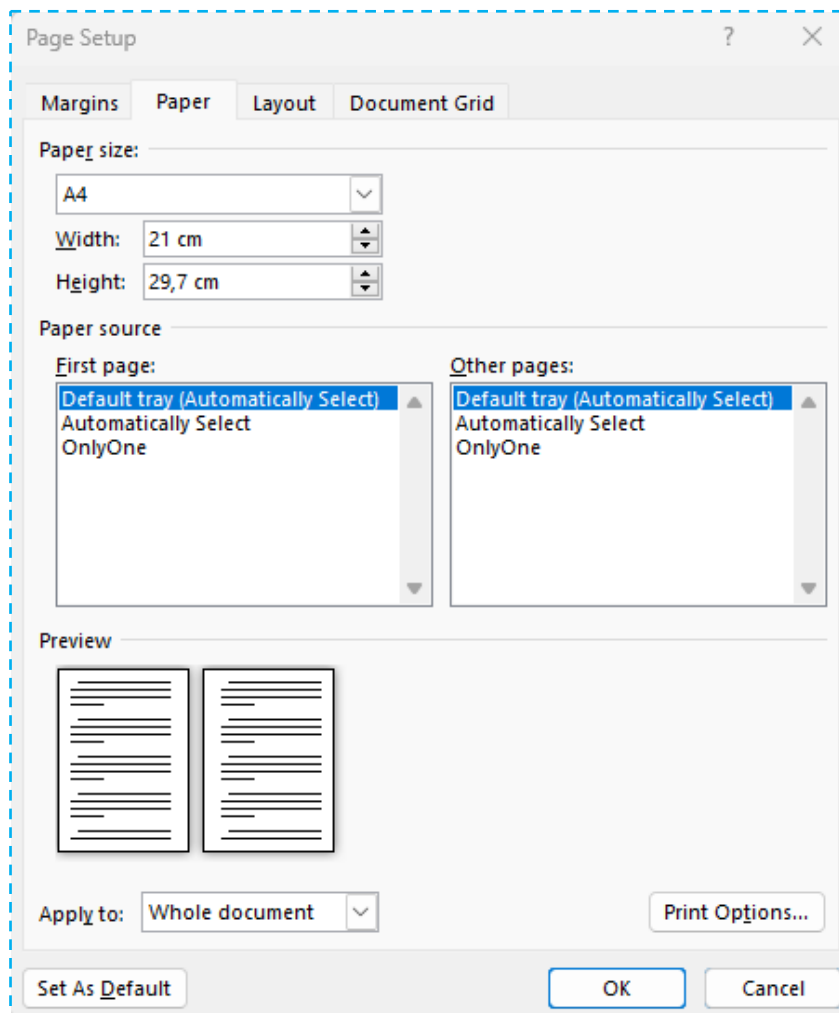 Page Setup ?
Margins Paper Layout Document Grid
Paper size:
A4
Width: 21 cm
Height: 29,7 cm
Paper source
First page: Other pages:
Default tray (Automatically Select) Default tray (Automatically Select)
Automatically Select Automatically Select
OnlyOne OnlyOne
Preview
Apply to: Whole document Print Options...
Set As Default OK Cancel